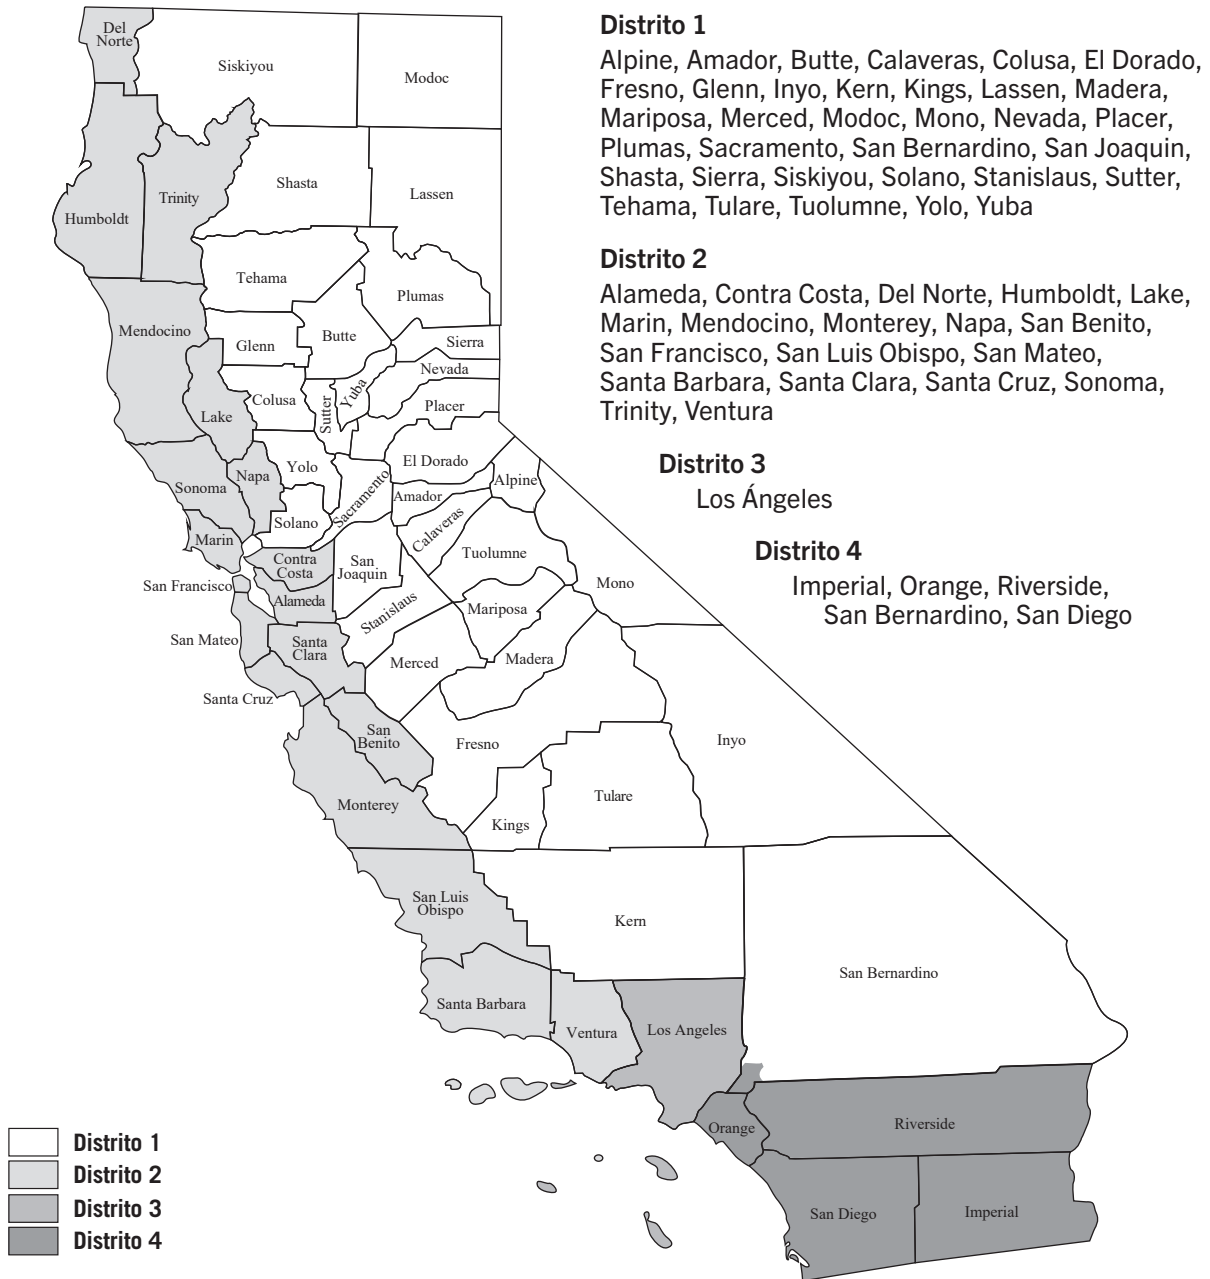 Distrito 1
Alpine, Amador, Butte, Calaveras, Colusa, El Dorado,
Fresno, Glenn, Inyo, Kern, Kings, Lassen, Madera,
Mariposa, Merced, Modoc, Mono, Nevada, Placer,
Plumas, Sacramento, San Bernardino, San Joaquin,
Shasta, Sierra, Siskiyou, Solano, Stanislaus, Sutter,
Tehama, Tulare, Tuolumne, Yolo, Yuba
Distrito 2
Alameda, Contra Costa, Del Norte, Humboldt, Lake,
Marin, Mendocino, Monterey, Napa, San Benito,
San Francisco, San Luis Obispo, San Mateo,
Santa Barbara, Santa Clara, Santa Cruz, Sonoma,
Trinity, Ventura
Distrito 3
Los Ángeles
Distrito 4
Imperial, Orange, Riverside,
San Bernardino, San Diego
Del
Norte
Siskiyou
Modoc
Shasta
Lassen
Trinity
Humboldt
Tehama
Plumas
Mendocino
Glenn
Butte
Sierra
Nevada
Colusa
Sutter
Yuba
Placer
Lake
Yolo
El Dorado
Napa
Sonoma
Sacramento
Amador
Alpine
Solano
Calaveras
Marin
Contra
Costa
San
Joaquin
Tuolumne
Mono
San Francisco
Alameda
Stanislaus
Mariposa
San Mateo
Santa
Clara
Merced
Madera
Santa Cruz
San
Benito
Fresno
Inyo
Monterey
Kings
Tulare
San Luis
Obispo
Kern
San Bernardino
Santa Barbara
Ventura
Los Angeles
Orange
Riverside
San Diego
Imperial
Distrito 1
Distrito 2
Distrito 3
Distrito 4